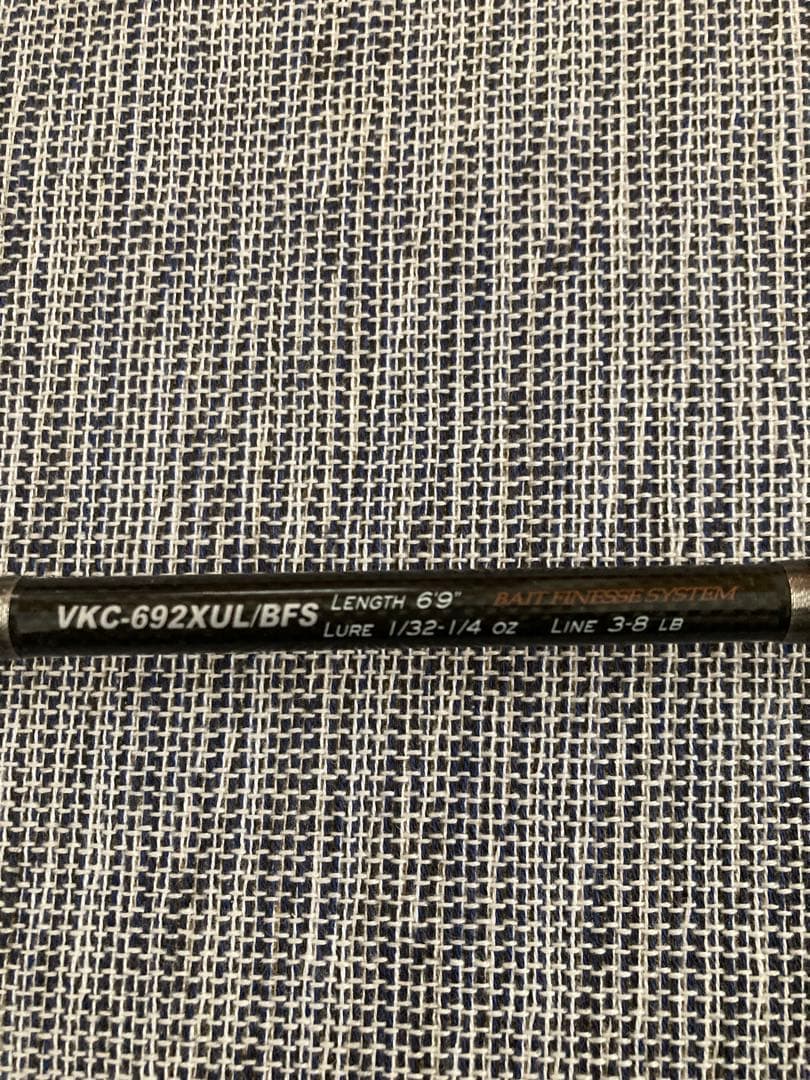 VKC-692XUL/BFS
LENGTH 6'9" BAIT FINESSE SYSTEM
LURE 1/32-1/4 OZ LINE 3-8 LB